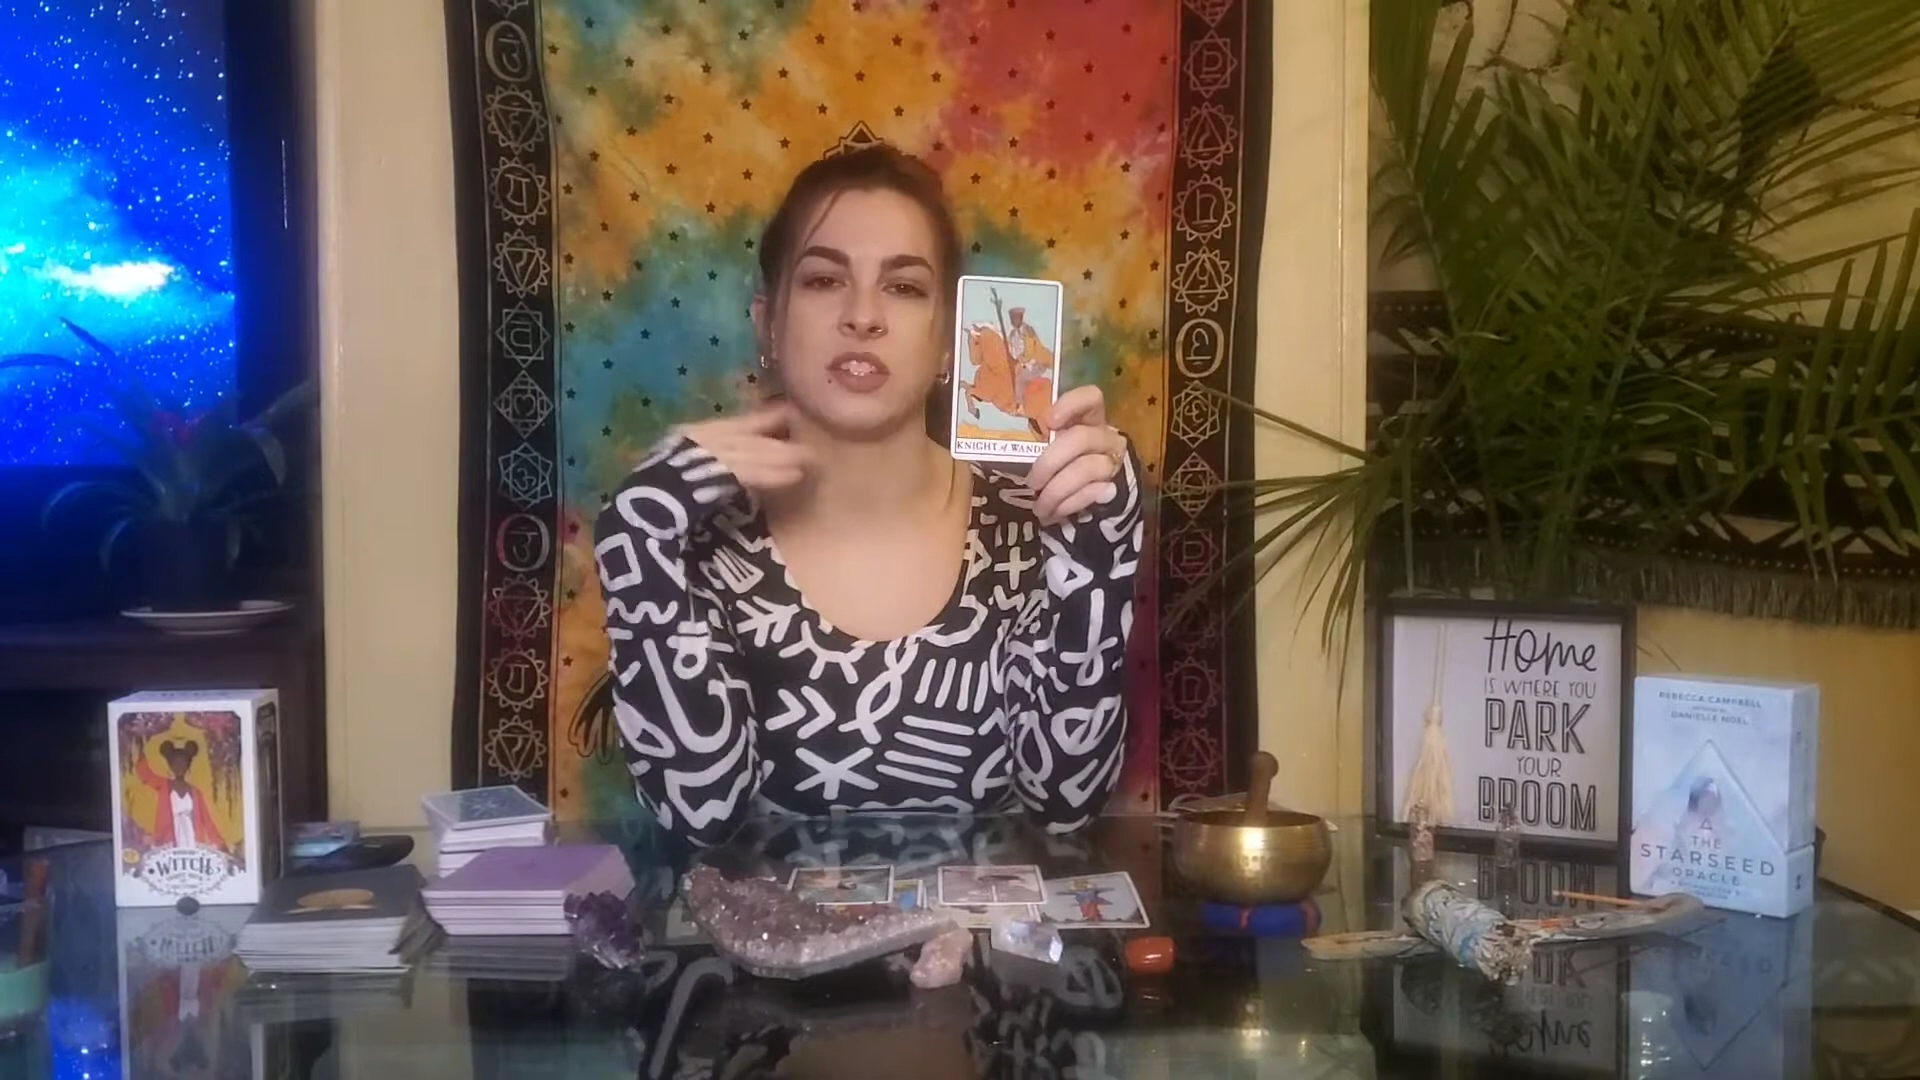 KNIGHT of WANDS
Home
IS WHERE YOU
PARK
YOUR
BROOM
REBECCA CAMPBELL
DANIELLE NOEL
THE
STARSEED
ORACLE
WITCH